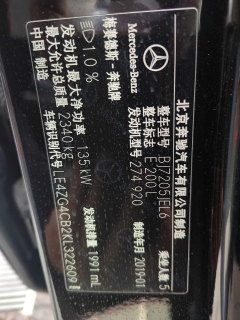 Mercedes-Benz
北京奔驰汽车有限公司制造
梅赛德斯-奔驰牌
整车型号 BJ7205EL6
整车标志 E 200 L
乘坐人数 5
发动机型号 274 920
1.0 %
发动机最大净功率 135 kW
最大允许总质量 2340 kg
发动机排量 1991 mL
制造年月 2019-01
车辆识别代号 LE4ZG4CB2KL322609
中国 制造